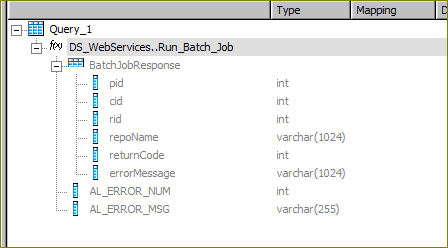 Type Mapping D
Query_1
f(x) DS_WebServices..Run_Batch_Job
BatchJobResponse
pid int
cid int
rid int
repoName varchar(1024)
returnCode int
errorMessage varchar(1024)
AL_ERROR_NUM int
AL_ERROR_MSG varchar(255)